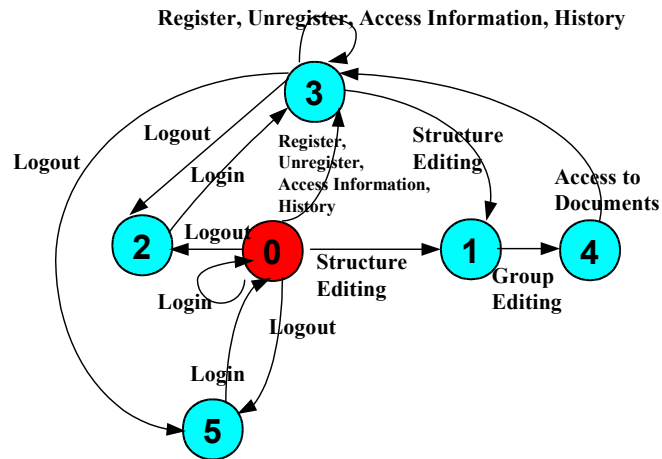 Register, Unregister, Access Information, History
3
Logout
Structure
Editing
Register,
Unregister,
Access Information,
History
Logout
Login
Access to
Documents
2
Logout
0
1
4
Structure
Editing
Group
Editing
Login
Logout
Login
5